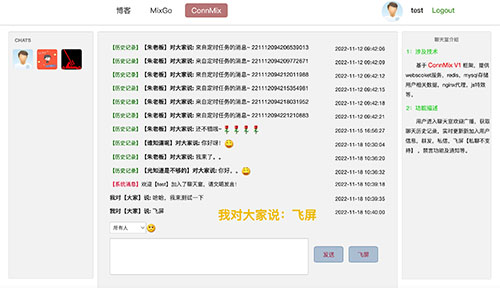 博客 MixGo ConnMix
test Logout
CHATS
[历史记录] 【朱老板】对大家说: 来自定时任务的消息~ 221112094206539013 2022-11-12 09:42:06
[历史记录] 【朱老板】对大家说: 来自定时任务的消息~ 221112094209772671 2022-11-12 09:42:09
[历史记录] 【朱老板】对大家说: 来自定时任务的消息~ 221112094212011988 2022-11-12 09:42:12
[历史记录] 【朱老板】对大家说: 来自定时任务的消息~ 221112094215354981 2022-11-12 09:42:15
[历史记录] 【朱老板】对大家说: 来自定时任务的消息~ 221112094218031952 2022-11-12 09:42:18
[历史记录] 【朱老板】对大家说: 来自定时任务的消息~ 221112094221210883 2022-11-12 09:42:21
[历史记录] 【朱老板】对大家说: 还不错哦~ 2022-11-15 16:50:27
[历史记录] 【谁知道呢】对大家说: 你好呀! 2022-11-18 10:30:04
[历史记录] 【朱老板】对大家说: 我来了。。 2022-11-18 10:30:20
[历史记录] 【光知道是不够的】对大家说: 你好。。 2022-11-18 10:36:21
[系统消息] 欢迎【test】加入了聊天室, 请文明发言! 2022-11-18 10:39:18
我对【大家】说: 哈哈, 我来测试一下 2022-11-18 10:39:35
我对【大家】说: 飞屏 2022-11-18 10:40:09
我对大家说：飞屏
所有人
发送 飞屏
聊天室介绍
1：涉及技术
基于 ConnMix V1 框架, 提供
websocket服务、redis、mysql存储
用户相关数据, nginx代理, js特效
等。
2：功能描述
用户进入聊天室欢迎广播, 获取
聊天历史记录, 实时更新新加入用户
信息, 群发, 私信, 飞屏【私聊不支
持】, 禁言功能及通知等。